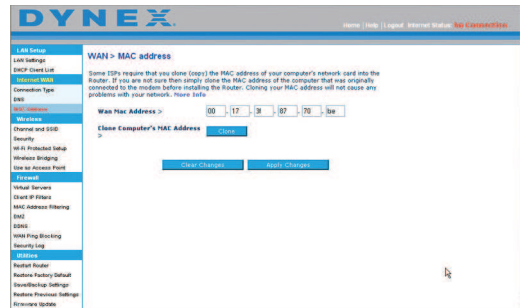 DYNEX.
Home | Help | Logout Internet Status: No Connection
LAN Setup
LAN Settings
DHCP Client List
Internet WAN
Connection Type
DNS
MAC Address
Wireless
Channel and SSID
Security
Wi-Fi Protected Setup
Wireless Bridging
Use as Access Point
Firewall
Virtual Servers
Client IP Filters
MAC Address Filtering
DMZ
DDNS
WAN Ping Blocking
Security Log
Utilities
Restart Router
Restore Factory Default
Save/Backup Settings
Restore Previous Settings
Firmware Update
WAN > MAC address
Some ISPs require that you clone (copy) the MAC address of your computer's network card into the
Router. If you are not sure then simply clone the MAC address of the computer that was originally
connected to the modem before installing the Router. Cloning your MAC address will not cause any
problems with your network. More Info
Wan Mac Address > 00 . 17 . 3f . 87 . 70 . be
Clone Computer's MAC Address Clone
>
Clear Changes Apply Changes